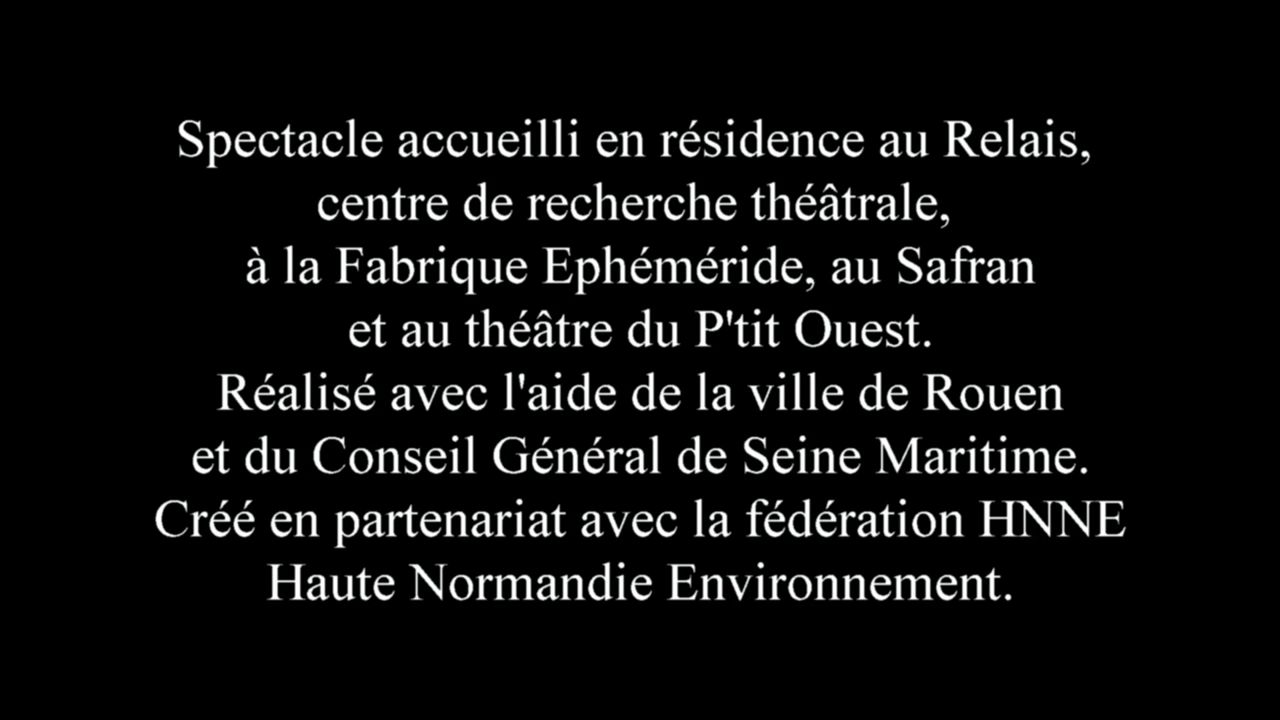 Spectacle accueilli en résidence au Relais,
centre de recherche théâtrale,
à la Fabrique Ephéméride, au Safran
et au théâtre du P'tit Ouest.
Réalisé avec l'aide de la ville de Rouen
et du Conseil Général de Seine Maritime.
Créé en partenariat avec la fédération HNNE
Haute Normandie Environnement.